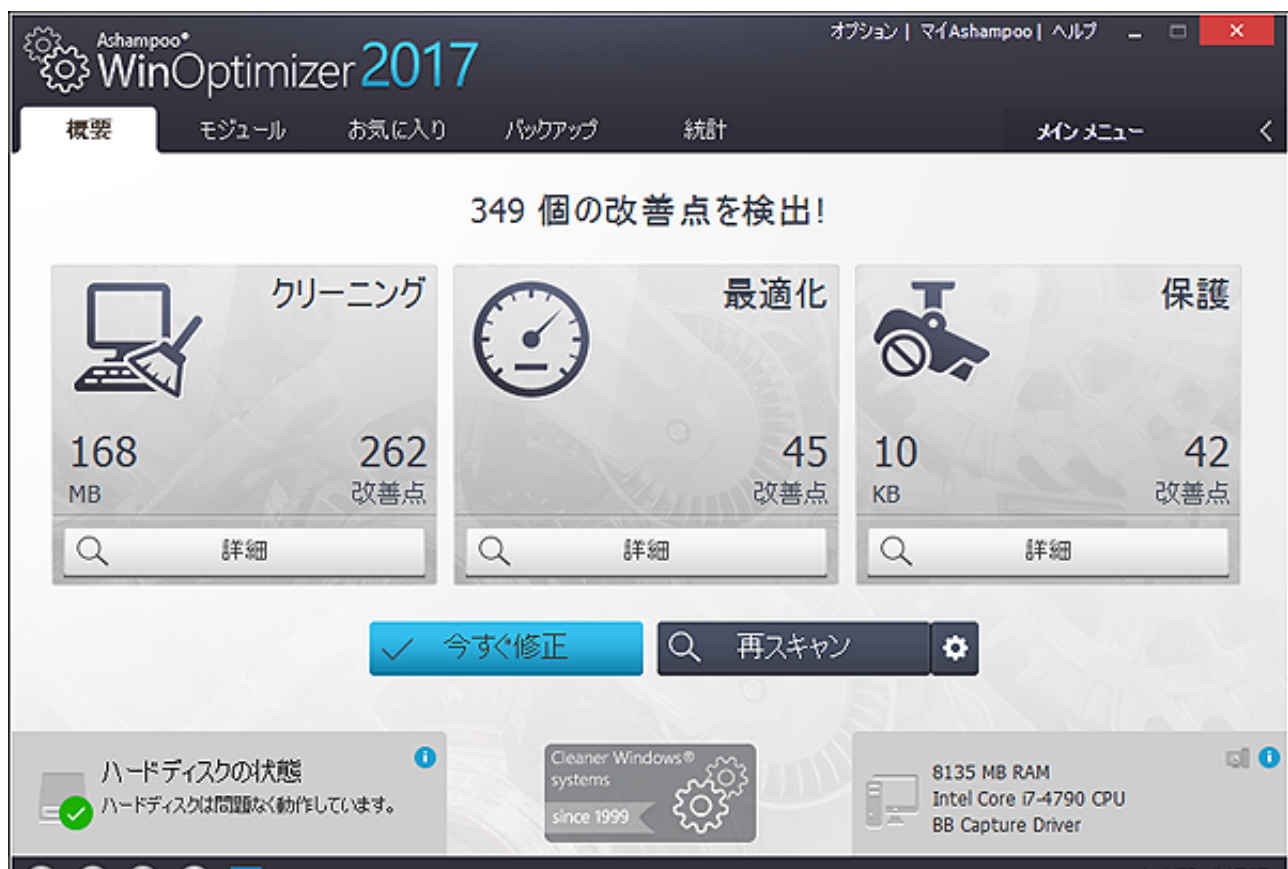 Ashampoo®
WinOptimizer 2017
オプション | マイAshampoo | ヘルプ
概要
モジュール
お気に入り
バックアップ
統計
メイン メニュー
349 個の改善点を検出!
クリーニング
168
MB
262
改善点
詳細
最適化
45
改善点
詳細
保護
10
KB
42
改善点
詳細
今すぐ修正
再スキャン
ハードディスクの状態
ハードディスクは問題なく動作しています。
Cleaner Windows®
systems
since 1999
8135 MB RAM
Intel Core i7-4790 CPU
BB Capture Driver